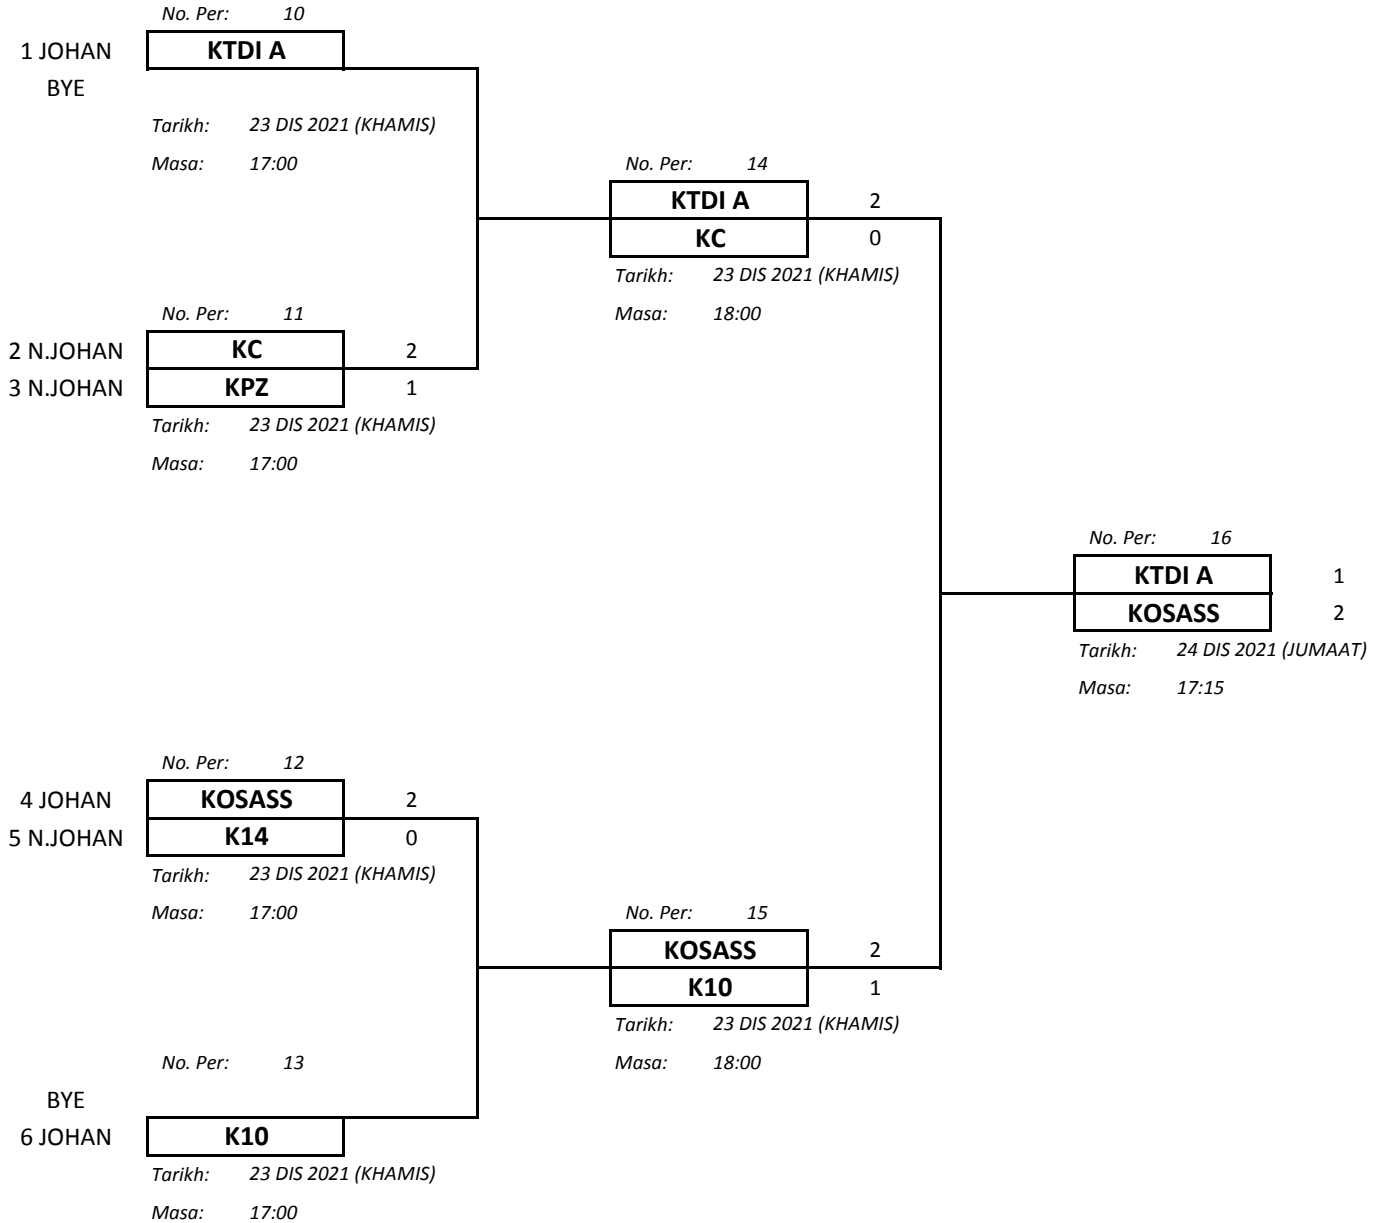 No. Per: 10
1 JOHAN KTDI A
BYE
Tarikh: 23 DIS 2021 (KHAMIS)
Masa: 17:00
No. Per: 11
2 N.JOHAN KC 2
3 N.JOHAN KPZ 1
Tarikh: 23 DIS 2021 (KHAMIS)
Masa: 17:00
No. Per: 12
4 JOHAN KOSASS 2
5 N.JOHAN K14 0
Tarikh: 23 DIS 2021 (KHAMIS)
Masa: 17:00
No. Per: 13
BYE
6 JOHAN K10
Tarikh: 23 DIS 2021 (KHAMIS)
Masa: 17:00
No. Per: 14
KTDI A 2
KC 0
Tarikh: 23 DIS 2021 (KHAMIS)
Masa: 18:00
No. Per: 15
KOSASS 2
K10 1
Tarikh: 23 DIS 2021 (KHAMIS)
Masa: 18:00
No. Per: 16
KTDI A 1
KOSASS 2
Tarikh: 24 DIS 2021 (JUMAAT)
Masa: 17:15